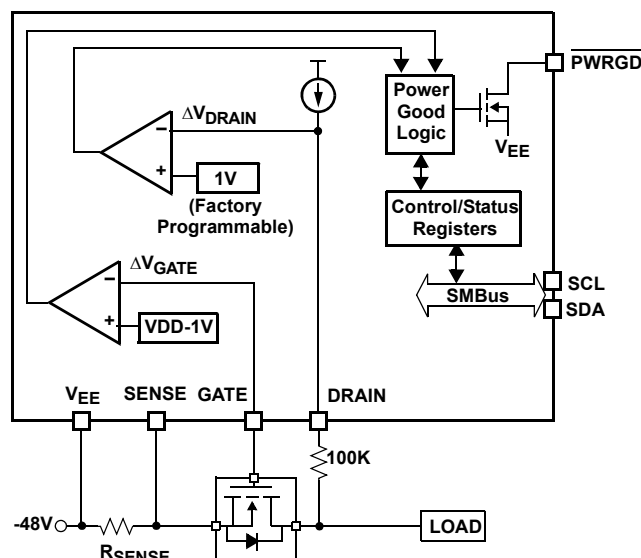 PWRGD
Power
Good
Logic
ΔVDRAIN
−
+
1V
(Factory
Programmable)
VEE
Control/Status
Registers
ΔVGATE
−
+
VDD-1V
SMBus
SCL
SDA
VEE
SENSE
GATE
DRAIN
100K
-48V
RSENSE
LOAD